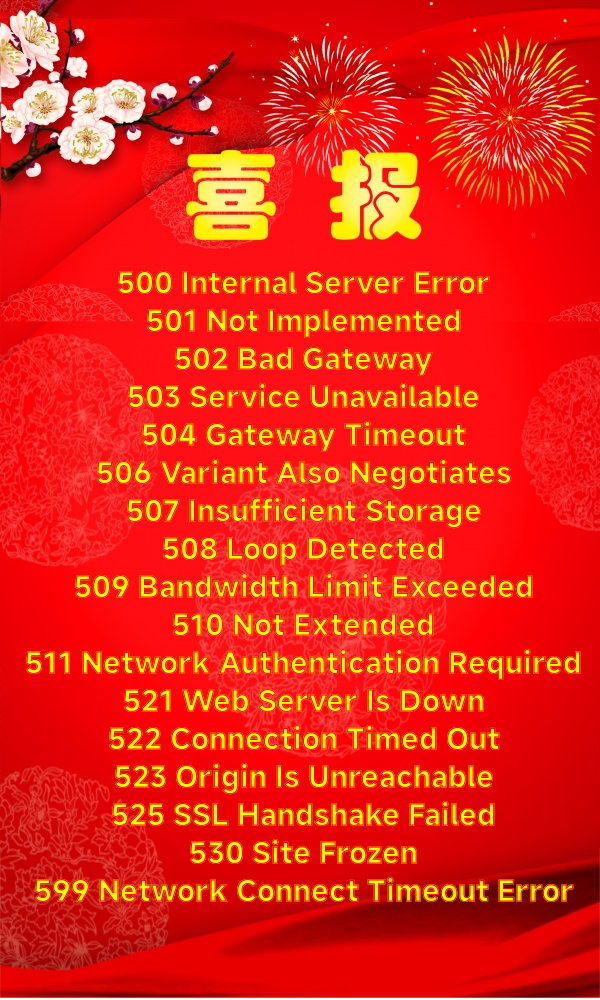 喜报
500 Internal Server Error
501 Not Implemented
502 Bad Gateway
503 Service Unavailable
504 Gateway Timeout
506 Variant Also Negotiates
507 Insufficient Storage
508 Loop Detected
509 Bandwidth Limit Exceeded
510 Not Extended
511 Network Authentication Required
521 Web Server Is Down
522 Connection Timed Out
523 Origin Is Unreachable
525 SSL Handshake Failed
530 Site Frozen
599 Network Connect Timeout Error